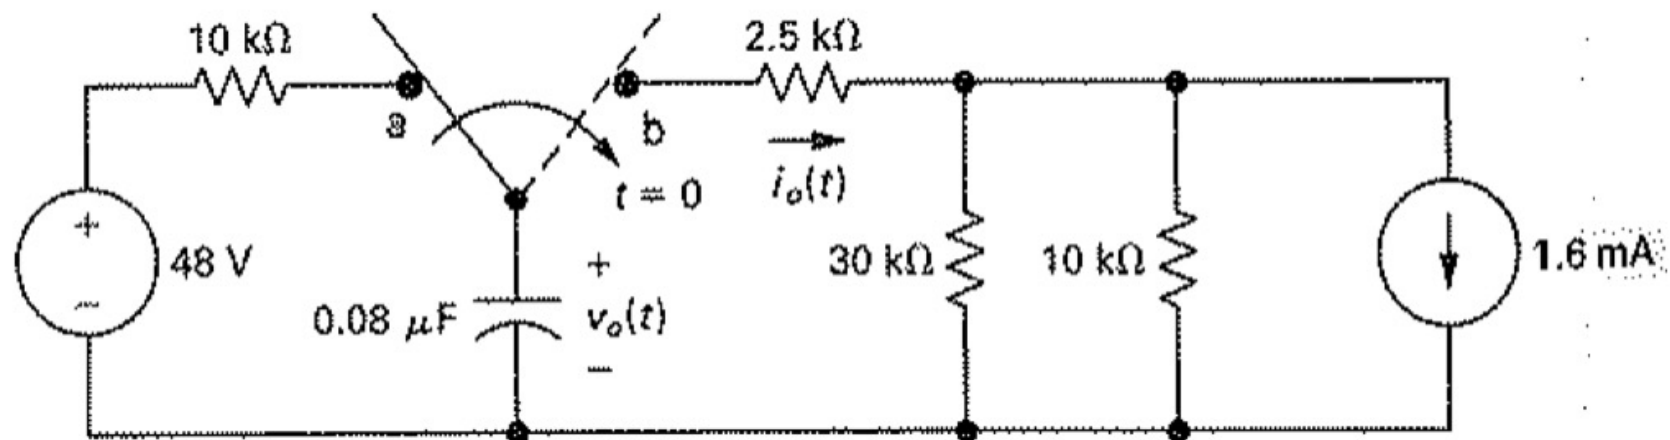 10 kΩ
2.5 kΩ
a
b
t = 0
i_o(t)
+
−
48 V
0.08 μF
+
v_o(t)
−
30 kΩ
10 kΩ
1.6 mA